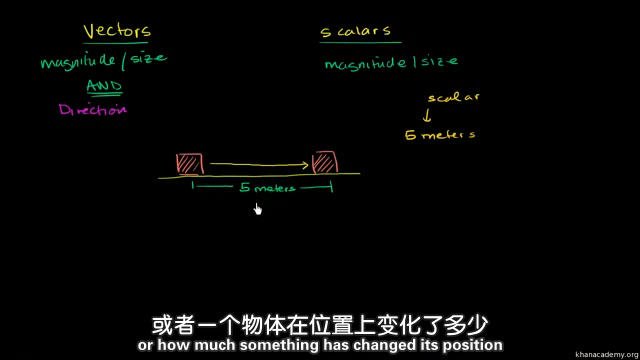 Vectors
magnitude / size
AND
Direction
scalars
magnitude / size
scalar
5 meters
5 meters
或者一个物体在位置上变化了多少
or how much something has changed its position
khanacademy.org